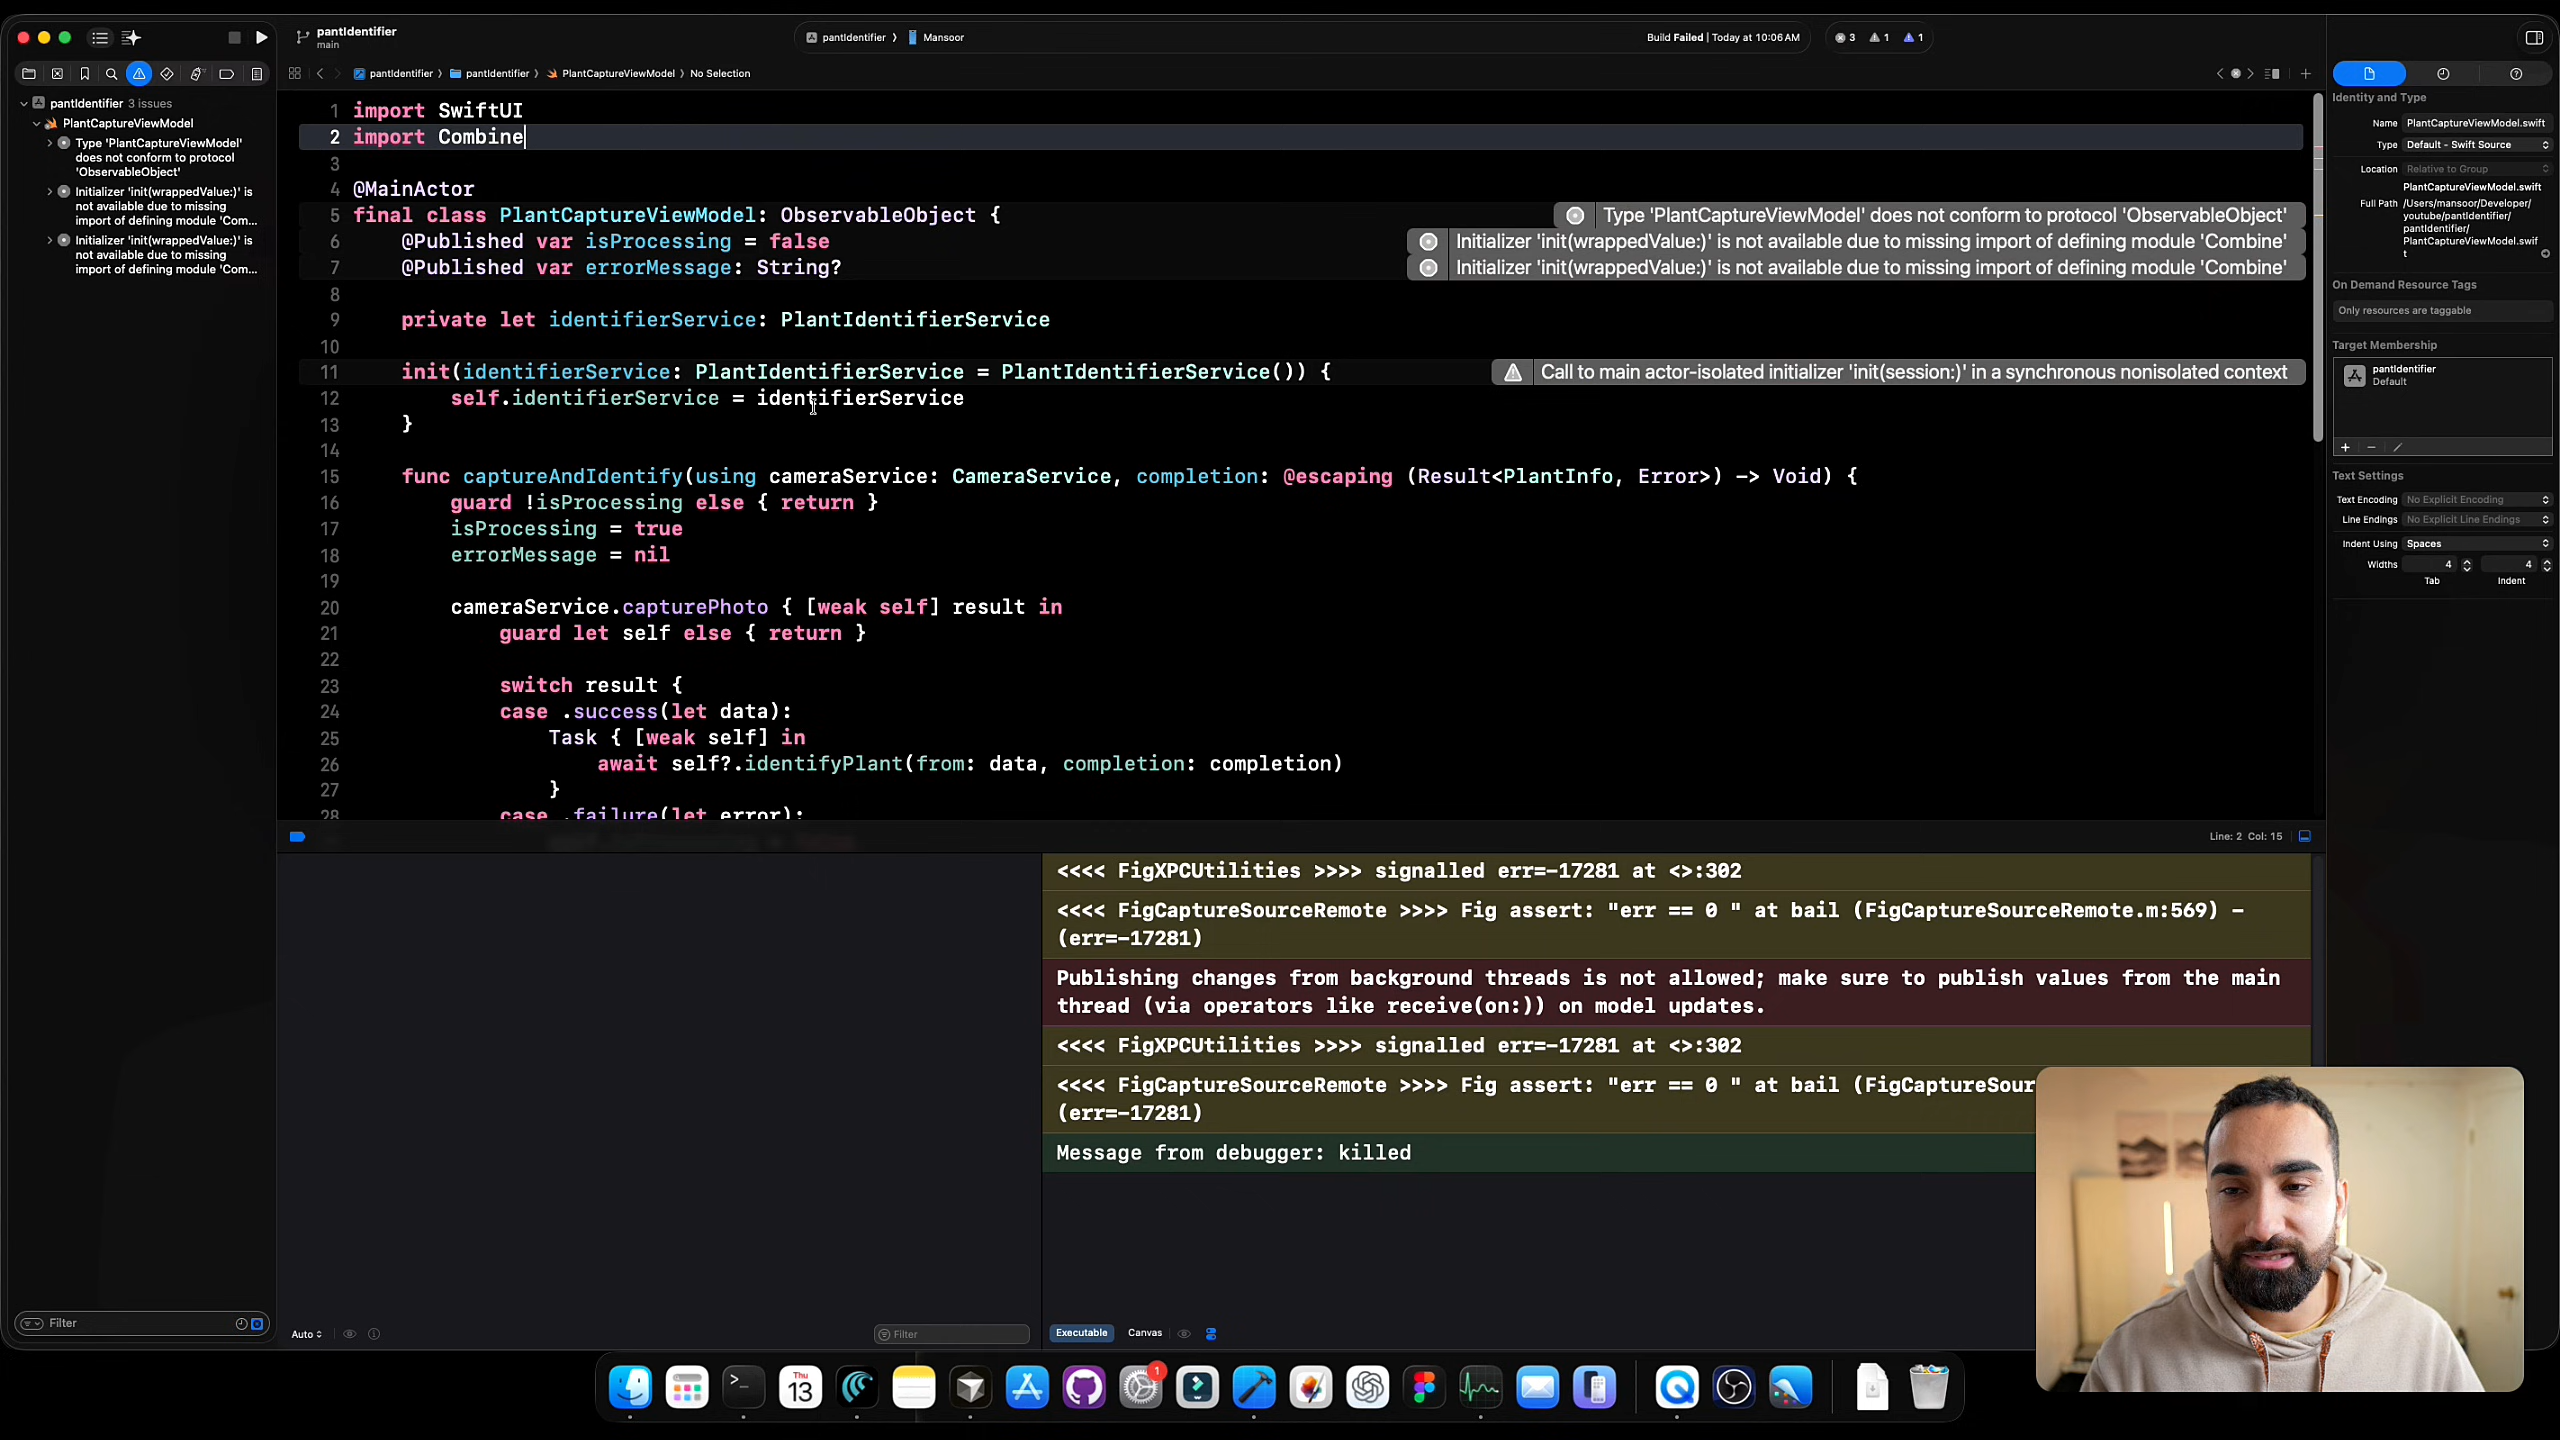 pantIdentifier
main
pantIdentifier 〉 Mansoor
Build Failed | Today at 10:06 AM
3 1 1
pantIdentifier 〉 pantIdentifier 〉 PlantCaptureViewModel 〉 No Selection
pantIdentifier 3 issues
PlantCaptureViewModel
Type 'PlantCaptureViewModel'
does not conform to protocol
'ObservableObject'
Initializer 'init(wrappedValue:)' is
not available due to missing
import of defining module 'Com...
Initializer 'init(wrappedValue:)' is
not available due to missing
import of defining module 'Com...
Filter
1 import SwiftUI
2 import Combine
3
4 @MainActor
5 final class PlantCaptureViewModel: ObservableObject {
Type 'PlantCaptureViewModel' does not conform to protocol 'ObservableObject'
6 @Published var isProcessing = false
Initializer 'init(wrappedValue:)' is not available due to missing import of defining module 'Combine'
7 @Published var errorMessage: String?
Initializer 'init(wrappedValue:)' is not available due to missing import of defining module 'Combine'
8
9 private let identifierService: PlantIdentifierService
10
11 init(identifierService: PlantIdentifierService = PlantIdentifierService()) {
Call to main actor-isolated initializer 'init(session:)' in a synchronous nonisolated context
12 self.identifierService = identifierService
13 }
14
15 func captureAndIdentify(using cameraService: CameraService, completion: @escaping (Result<PlantInfo, Error>) -> Void) {
16 guard !isProcessing else { return }
17 isProcessing = true
18 errorMessage = nil
19
20 cameraService.capturePhoto { [weak self] result in
21 guard let self else { return }
22
23 switch result {
24 case .success(let data):
25 Task { [weak self] in
26 await self?.identifyPlant(from: data, completion: completion)
27 }
28 case .failure(let error):
Line: 2 Col: 15
<<<< FigXPCUtilities >>>> signalled err=-17281 at <>:302
<<<< FigCaptureSourceRemote >>>> Fig assert: "err == 0 " at bail (FigCaptureSourceRemote.m:569) -
(err=-17281)
Publishing changes from background threads is not allowed; make sure to publish values from the main
thread (via operators like receive(on:)) on model updates.
<<<< FigXPCUtilities >>>> signalled err=-17281 at <>:302
<<<< FigCaptureSourceRemote >>>> Fig assert: "err == 0 " at bail (FigCaptureSour
(err=-17281)
Message from debugger: killed
Auto
Filter
Executable Canvas
Identity and Type
Name PlantCaptureViewModel.swift
Type Default - Swift Source
Location Relative to Group
PlantCaptureViewModel.swift
Full Path /Users/mansoor/Developer/
youtube/pantIdentifier/
pantIdentifier/
PlantCaptureViewModel.swif
t
On Demand Resource Tags
Only resources are taggable
Target Membership
pantIdentifier
Default
Text Settings
Text Encoding No Explicit Encoding
Line Endings No Explicit Line Endings
Indent Using Spaces
Widths 4 4
Tab Indent
Thu
13
1